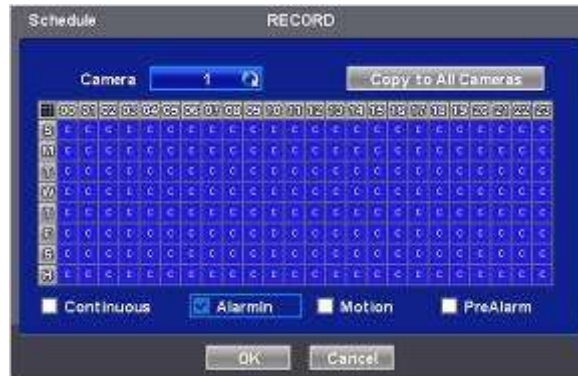 Schedule RECORD
Camera 1 Copy to All Cameras
00 01 02 03 04 05 06 07 08 09 10 11 12 13 14 15 16 17 18 19 20 21 22 23
S C C C C C C C C C C C C C C C C C C C C C C C C
M C C C C C C C C C C C C C C C C C C C C C C C C
T C C C C C C C C C C C C C C C C C C C C C C C C
W C C C C C C C C C C C C C C C C C C C C C C C C
T C C C C C C C C C C C C C C C C C C C C C C C C
F C C C C C C C C C C C C C C C C C C C C C C C C
S C C C C C C C C C C C C C C C C C C C C C C C C
H C C C C C C C C C C C C C C C C C C C C C C C C
Continuous Alarmin Motion PreAlarm
OK Cancel